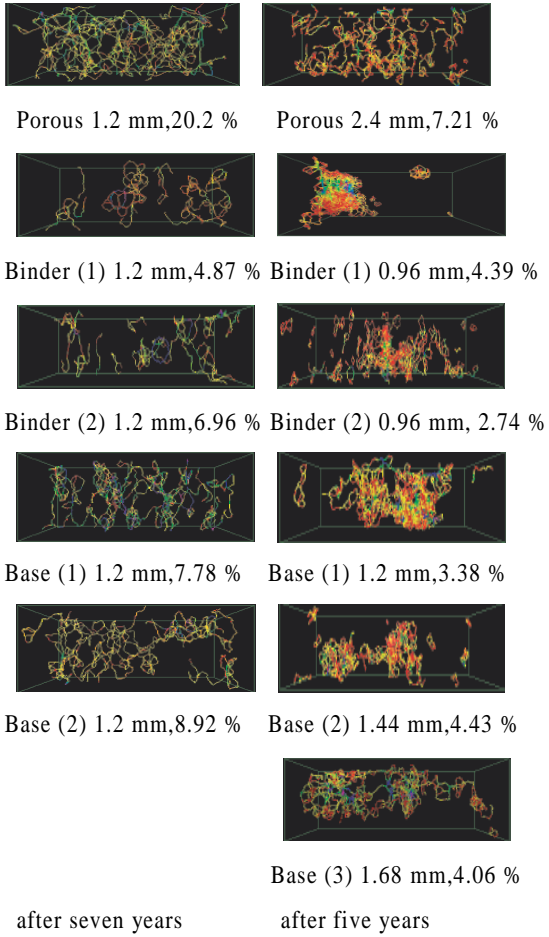 Porous 1.2 mm,20.2 % Porous 2.4 mm,7.21 %
Binder (1) 1.2 mm,4.87 % Binder (1) 0.96 mm,4.39 %
Binder (2) 1.2 mm,6.96 % Binder (2) 0.96 mm, 2.74 %
Base (1) 1.2 mm,7.78 % Base (1) 1.2 mm,3.38 %
Base (2) 1.2 mm,8.92 % Base (2) 1.44 mm,4.43 %
Base (3) 1.68 mm,4.06 %
after seven years after five years